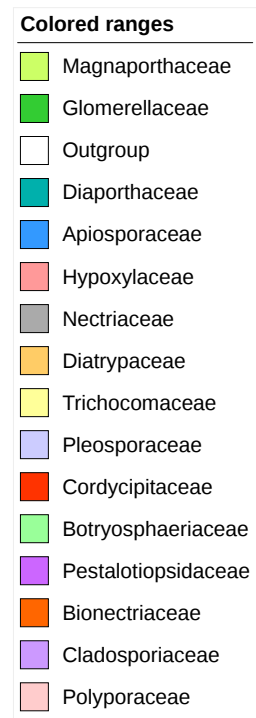 Colored ranges
Magnaporthaceae
Glomerellaceae
Outgroup
Diaporthaceae
Apiosporaceae
Hypoxylaceae
Nectriaceae
Diatrypaceae
Trichocomaceae
Pleosporaceae
Cordycipitaceae
Botryosphaeriaceae
Pestalotiopsidaceae
Bionectriaceae
Cladosporiaceae
Polyporaceae